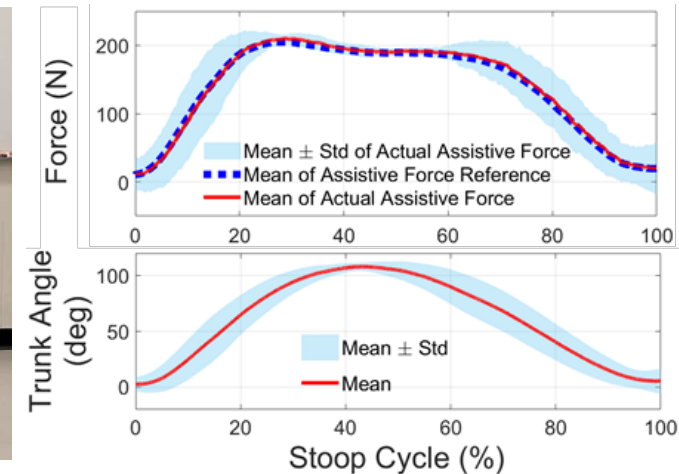 Force (N)
200
100
0
Mean ± Std of Actual Assistive Force
Mean of Assistive Force Reference
Mean of Actual Assistive Force
0 20 40 60 80 100
Trunk Angle
(deg)
100
50
0
Mean ± Std
Mean
0 20 40 60 80 100
Stoop Cycle (%)